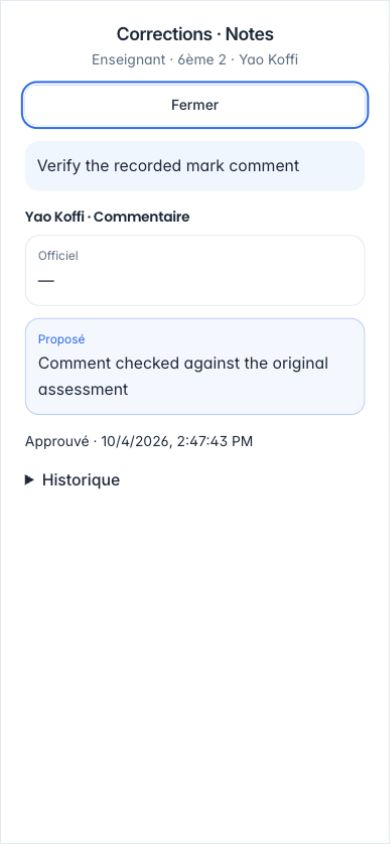 Corrections · Notes
Enseignant · 6ème 2 · Yao Koffi
Fermer
Verify the recorded mark comment
Yao Koffi · Commentaire
Officiel
—
Proposé
Comment checked against the original
assessment
Approuvé · 10/4/2026, 2:47:43 PM
Historique